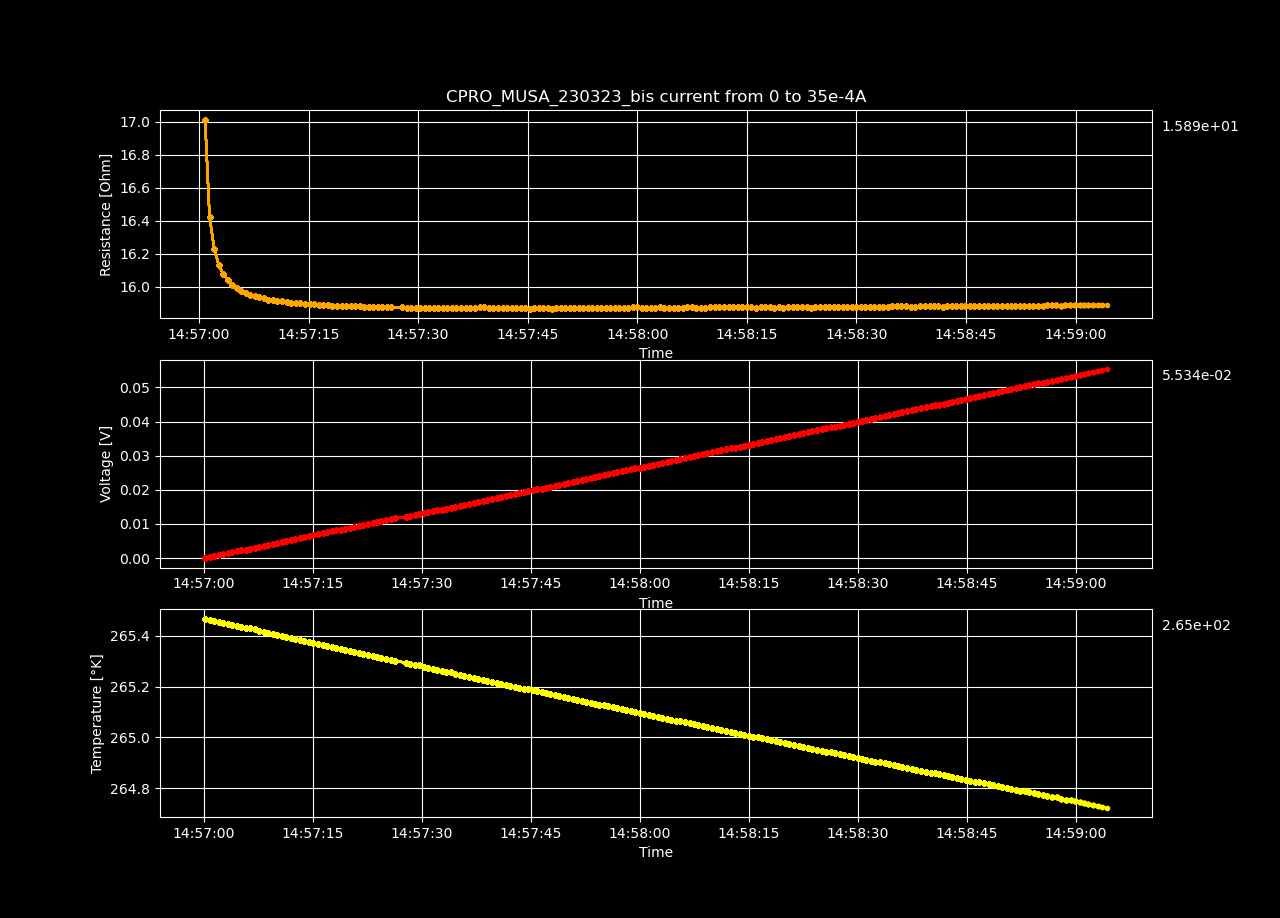 CPRO_MUSA_230323_bis current from 0 to 35e-4A
Resistance [Ohm]
17.0
16.8
16.6
16.4
16.2
16.0
1.589e+01
14:57:00 14:57:15 14:57:30 14:57:45 14:58:00 14:58:15 14:58:30 14:58:45 14:59:00
Time
Voltage [V]
0.05
0.04
0.03
0.02
0.01
0.00
5.534e-02
14:57:00 14:57:15 14:57:30 14:57:45 14:58:00 14:58:15 14:58:30 14:58:45 14:59:00
Time
Temperature [°K]
265.4
265.2
265.0
264.8
2.65e+02
14:57:00 14:57:15 14:57:30 14:57:45 14:58:00 14:58:15 14:58:30 14:58:45 14:59:00
Time